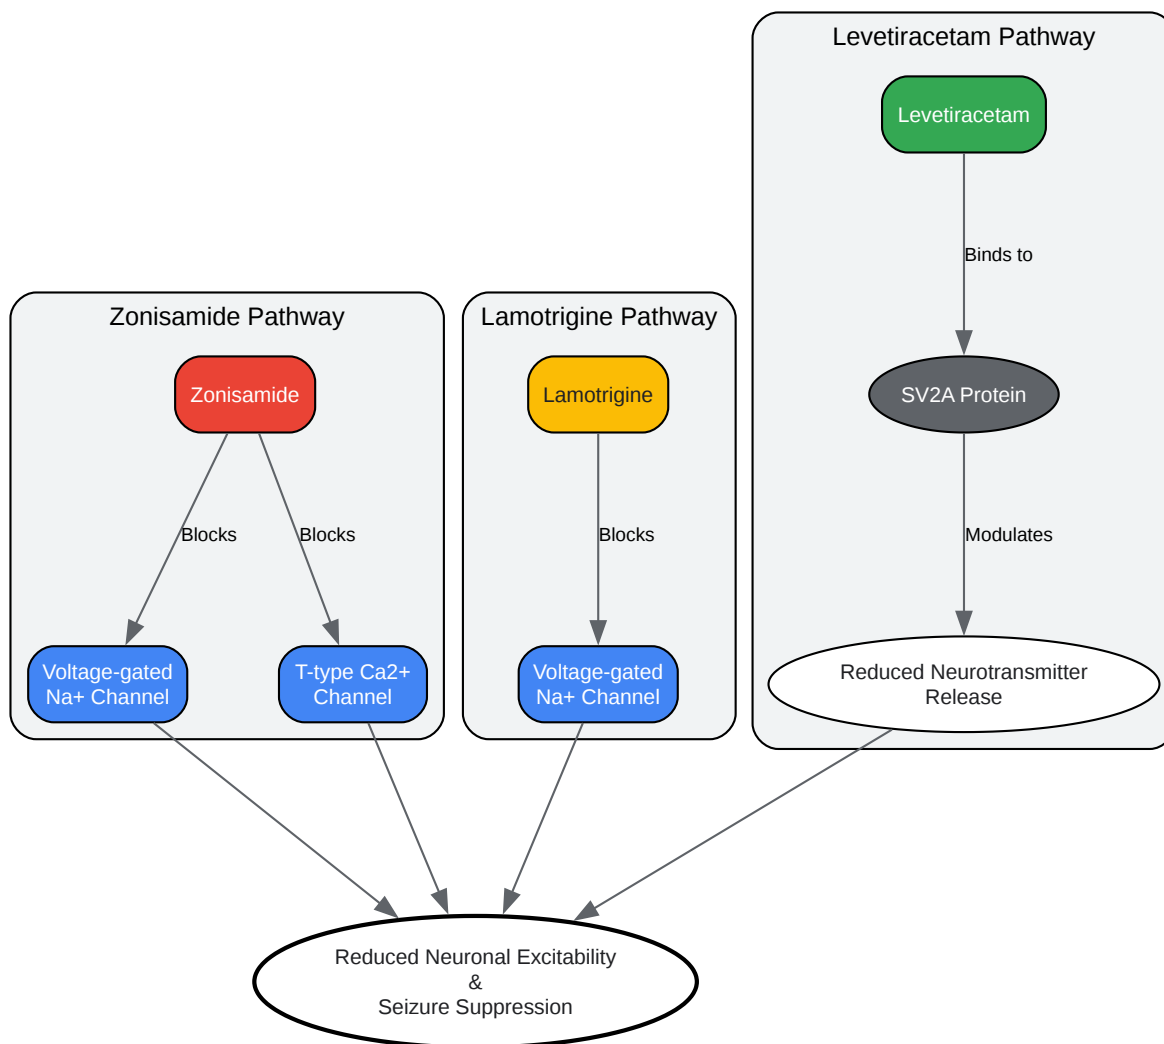 Levetiracetam Pathway
Levetiracetam
Binds to
Zonisamide Pathway
Lamotrigine Pathway
Zonisamide
Lamotrigine
SV2A Protein
Blocks
Blocks
Blocks
Modulates
Voltage-gated
Na+ Channel
T-type Ca2+
Channel
Voltage-gated
Na+ Channel
Reduced Neurotransmitter
Release
Reduced Neuronal Excitability
&
Seizure Suppression